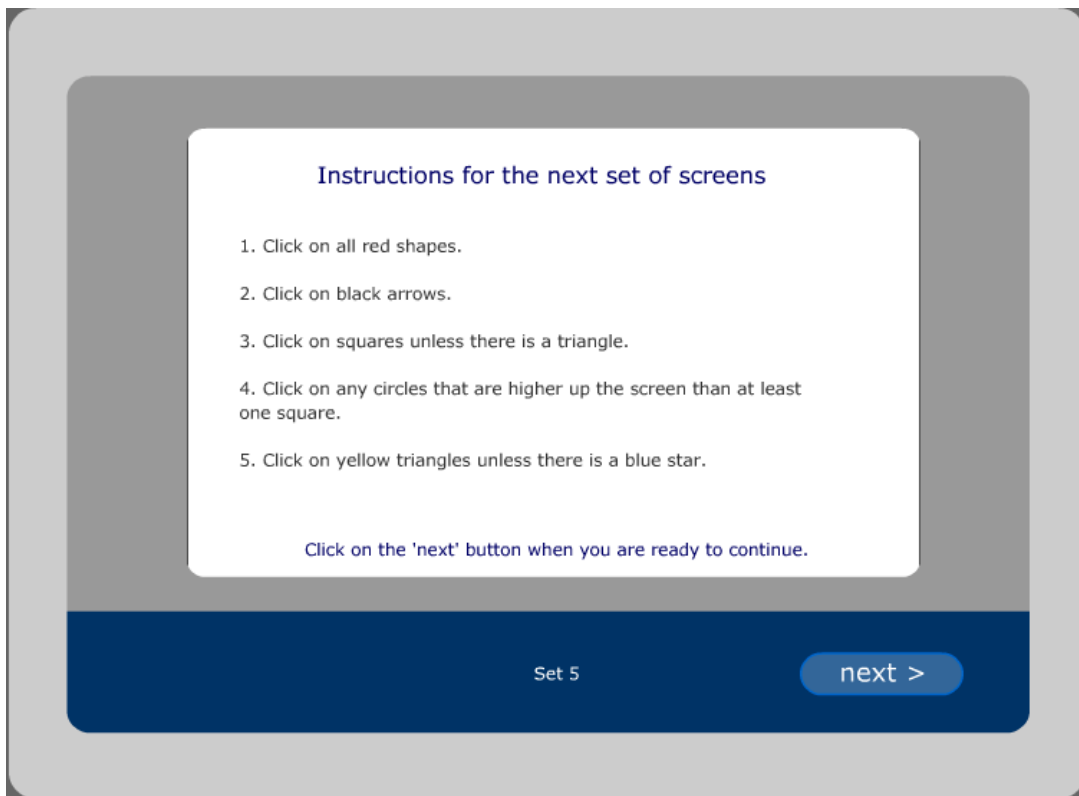 Instructions for the next set of screens
1. Click on all red shapes.
2. Click on black arrows.
3. Click on squares unless there is a triangle.
4. Click on any circles that are higher up the screen than at least
one square.
5. Click on yellow triangles unless there is a blue star.
Click on the 'next' button when you are ready to continue.
Set 5
next >